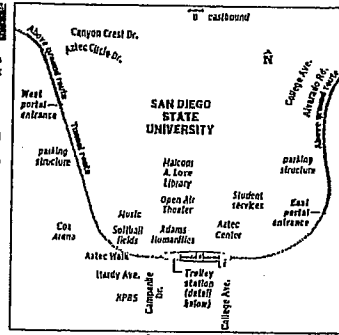 eastbound
Canyon Crest Dr.
Aztec Circle Dr.
Above ground route
N
College Ave.
Alvarado Rd.
Above ground route
West
portal
entrance
Tunnel route
SAN DIEGO
STATE
UNIVERSITY
parking
structure
parking
structure
Malcom
A. Love
Library
Student
services
Open Air
Theater
East
portal
entrance
Music
Cox
Arena
Softball
fields
Adams
Humanities
Aztec
Center
Aztec Walk
Hardy Ave.
KPBS
Campanile
Dr.
Trolley
station
(detail
below)
College Ave.